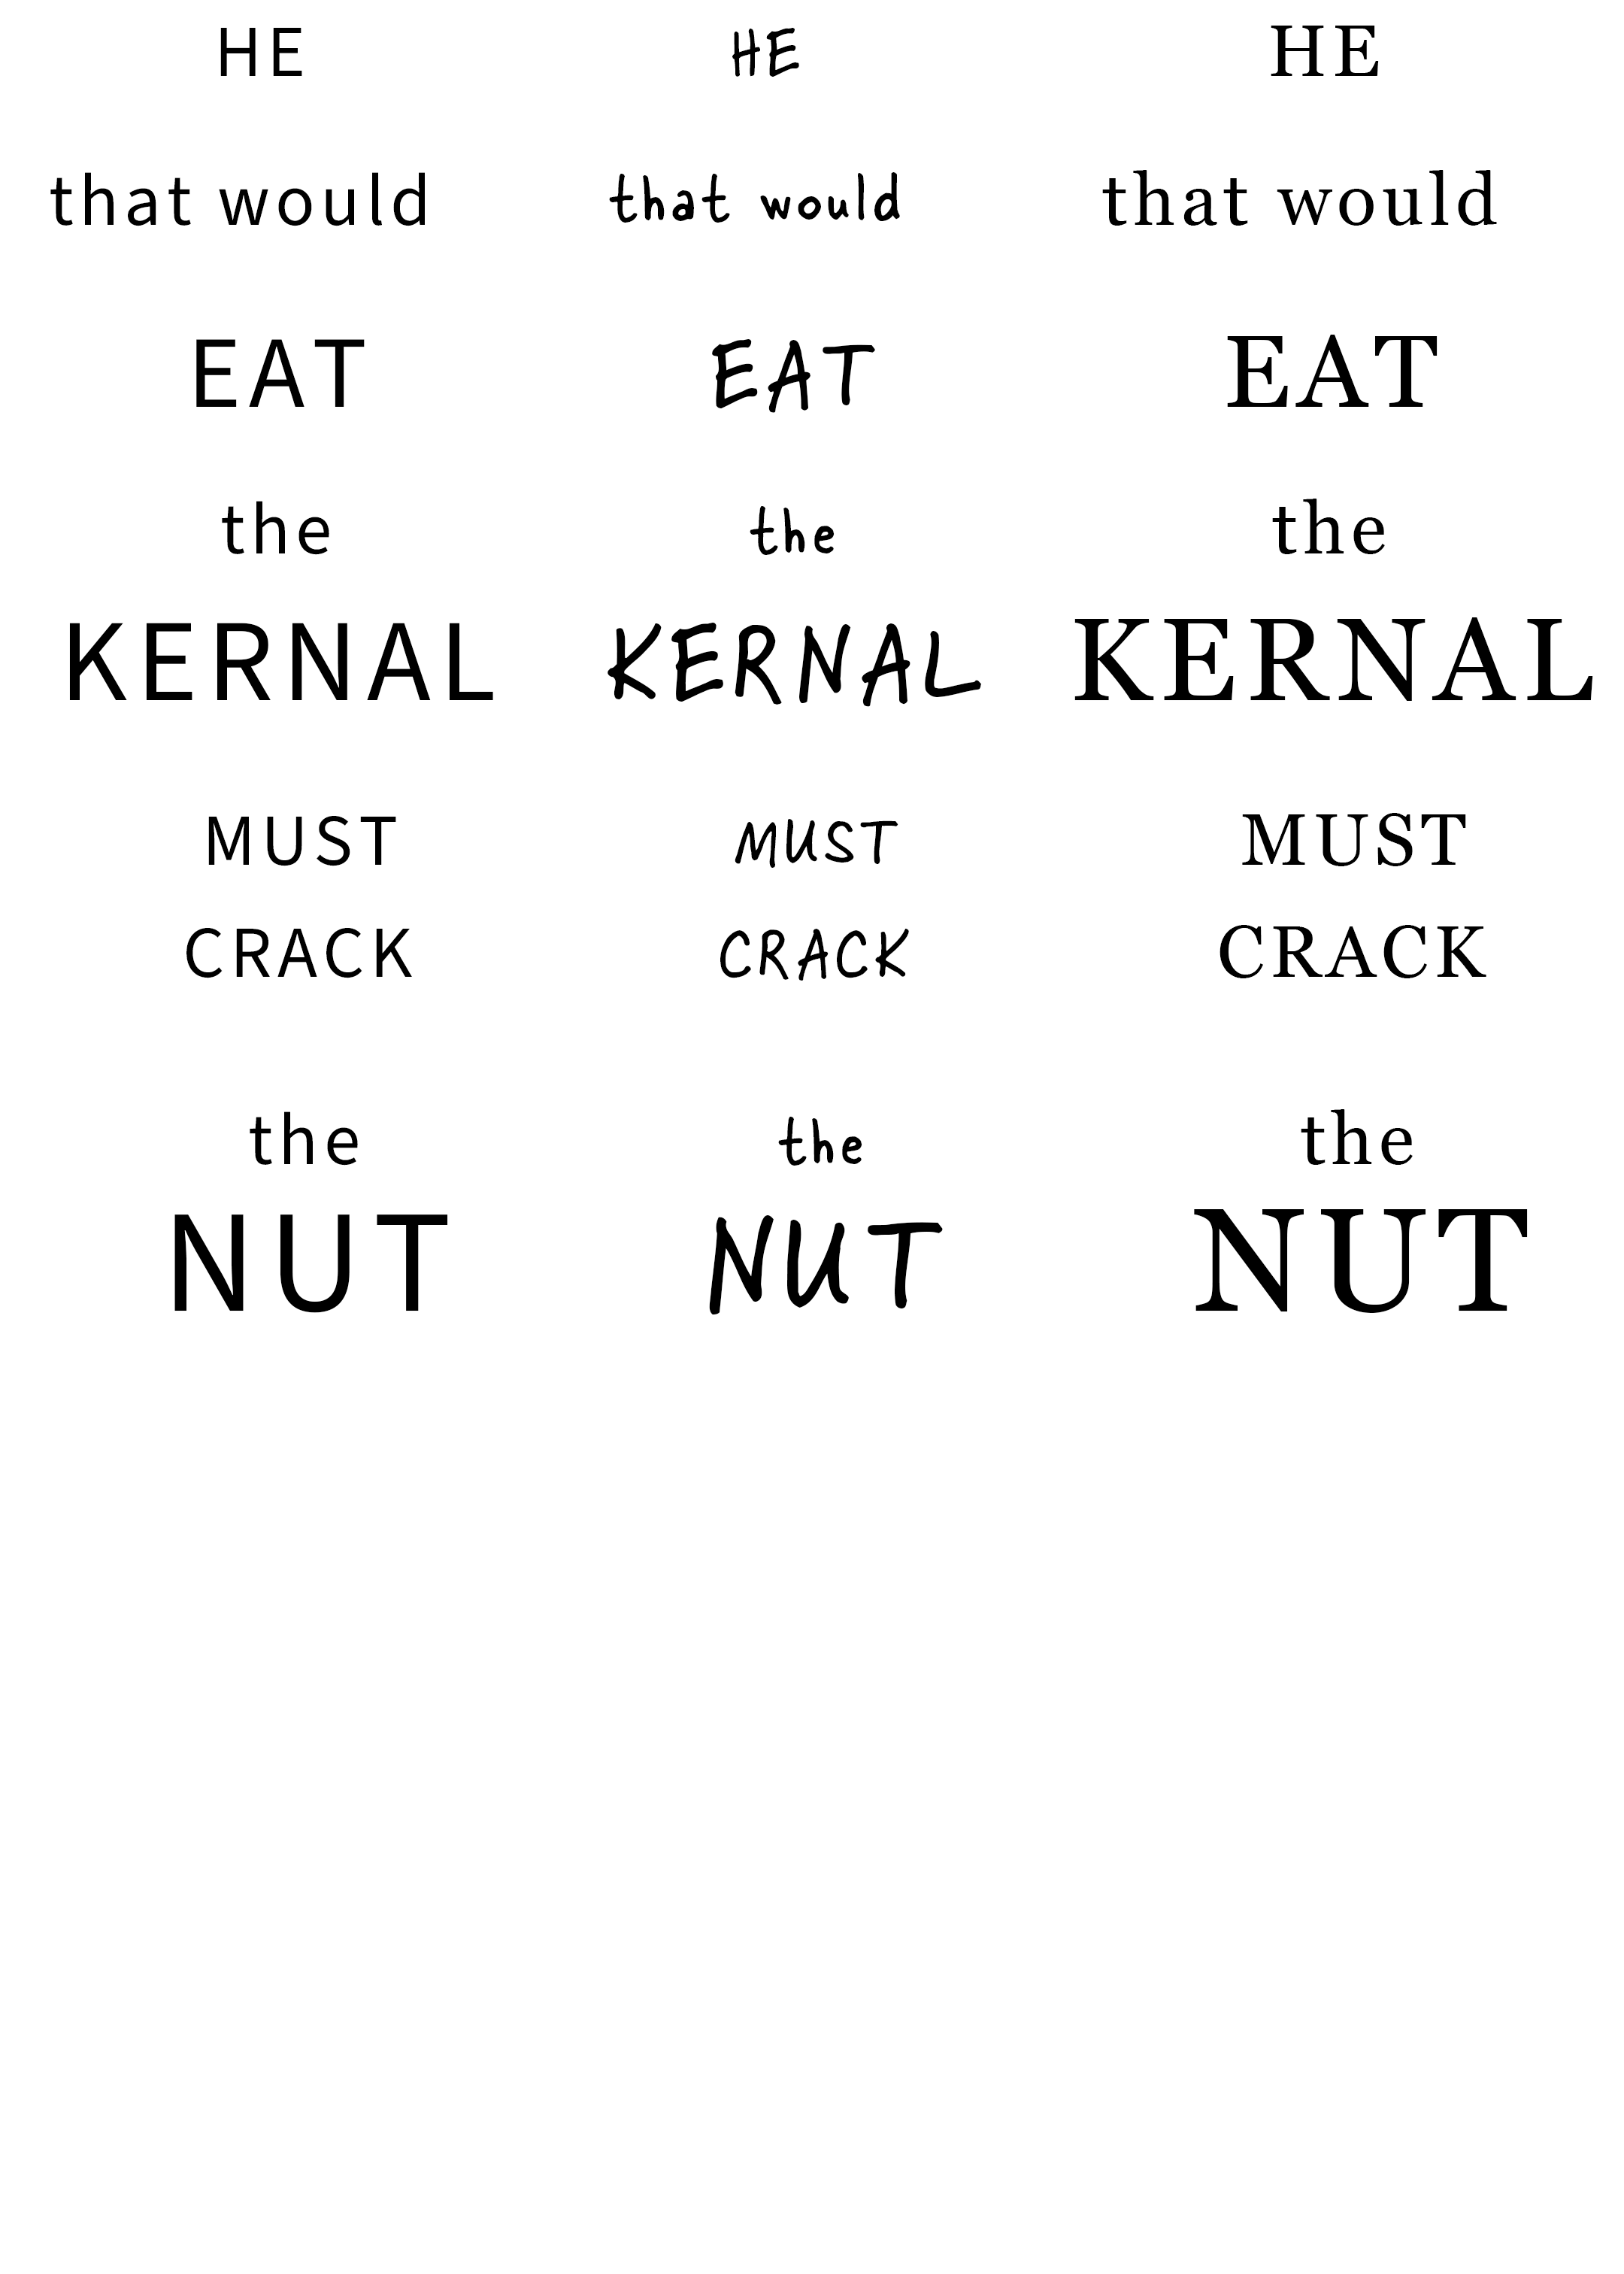 HE
that would
EAT
the
KERNAL
MUST
CRACK
the
NUT
HE
that would
EAT
the
KERNAL
MUST
CRACK
the
NUT
HE
that would
EAT
the
KERNAL
MUST
CRACK
the
NUT